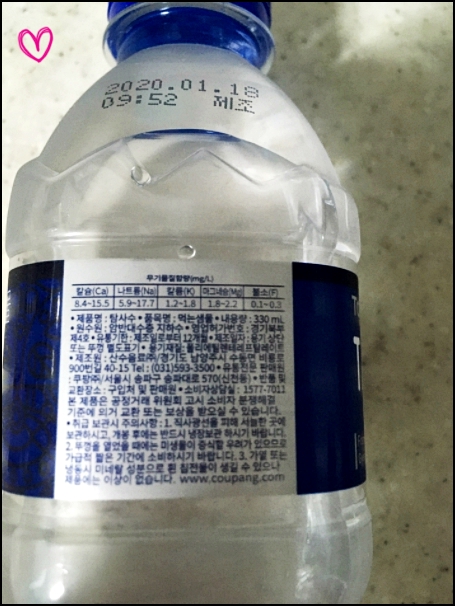 2020.01.18
09:52 제조
무기물질함량(mg/L)
칼슘(Ca) 나트륨(Na) 칼륨(K) 마그네슘(Mg) 불소(F)
8.4~15.5 5.9~17.7 1.2~1.8 1.8~2.2 0.1~0.3
• 제품명 : 탐사수 • 품목명 : 먹는샘물 • 내용량 : 330 mL
• 원수원 : 암반대수층 지하수 • 영업허가번호 : 경기북부
제4호 • 유통기한 : 제조일로부터 12개월 • 제조일자 : 용기 상단
또는 뚜껑 별도표기 • 용기재질 : 폴리에틸렌테레프탈레이트
• 제조원 : 산수음료㈜/경기도 남양주시 수동면 비룡로
900번길 40-15 Tel : (031)593-3500 • 유통전문 판매원
: 쿠팡㈜/서울시 송파구 송파대로 570(신천동) • 반품 및
교환장소 : 구입처 및 판매원 • 소비자상담실 : 1577-7011
본 제품은 공정거래 위원회 고시 소비자 분쟁해결
기준에 의거 교환 또는 보상을 받으실 수 있습니다.
• 취급 보관시 주의사항 : 1. 직사광선을 피해 서늘한 곳에
보관하시고, 개봉 후에는 반드시 냉장보관 하시기 바랍니다.
2. 뚜껑을 열었을 때에는 미생물이 증식할 우려가 있으므로
가급적 짧은 기간에 소비하시기 바랍니다. 3. 가열 또는
냉동시 미네랄 성분으로 흰 침전물이 생길 수 있으나
제품에는 이상이 없습니다. www.coupang.com